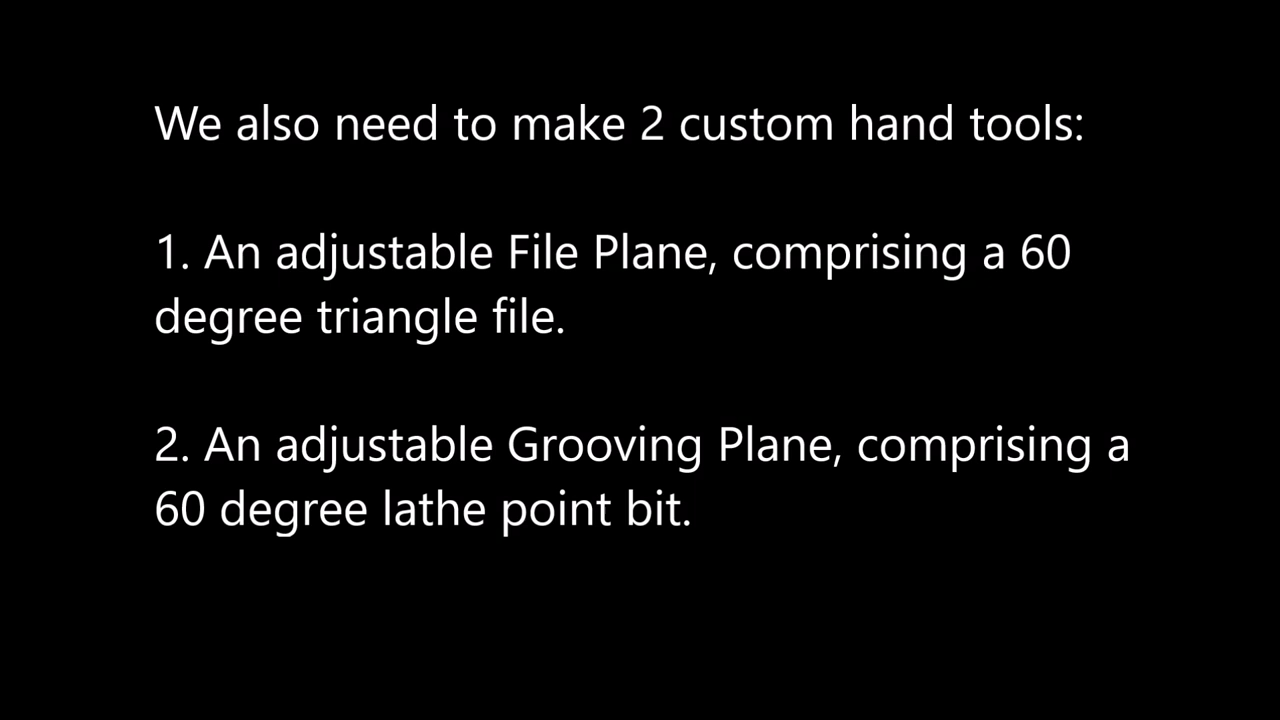 We also need to make 2 custom hand tools:
1. An adjustable File Plane, comprising a 60
degree triangle file.
2. An adjustable Grooving Plane, comprising a
60 degree lathe point bit.